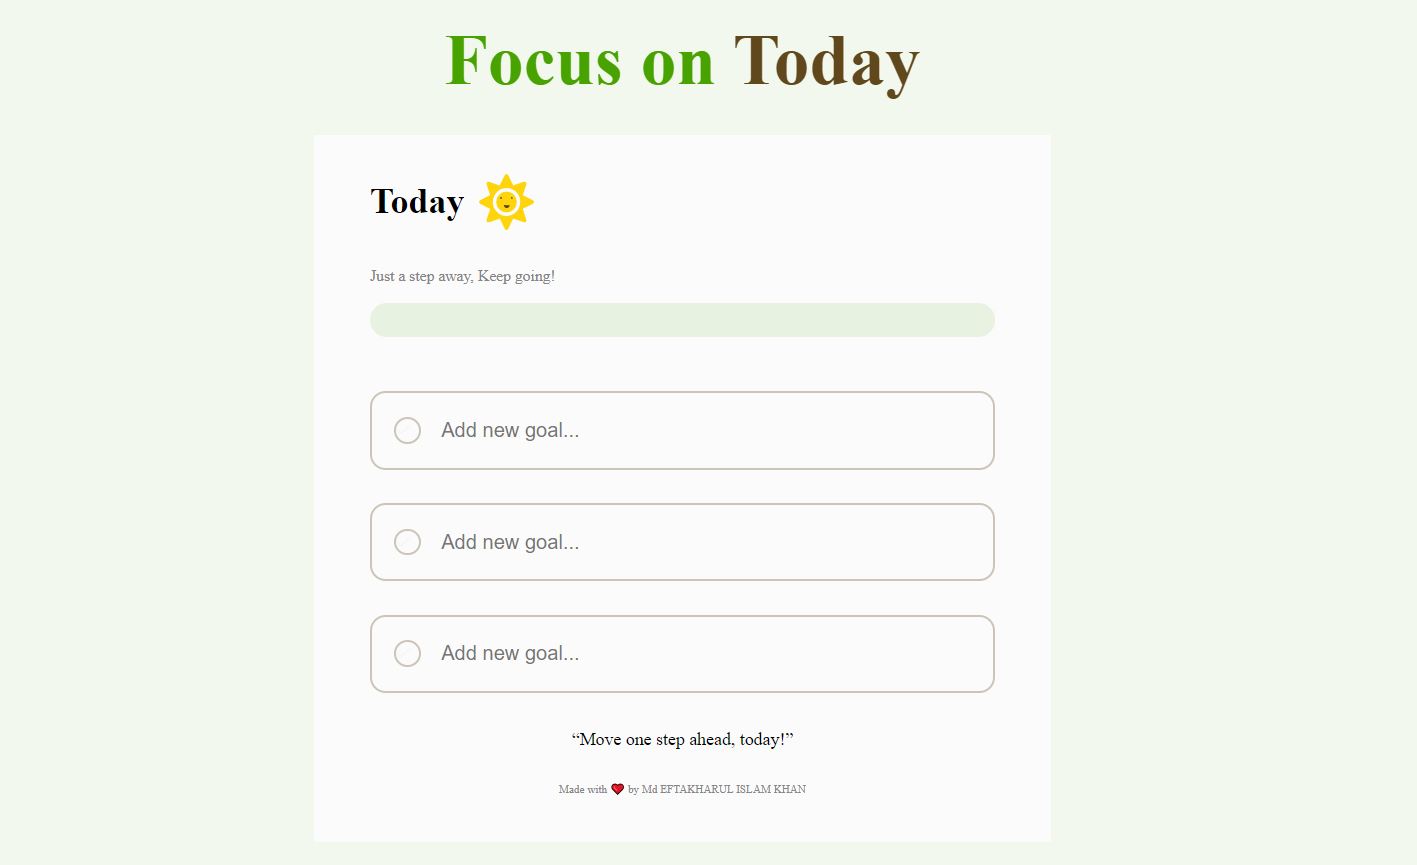 Focus on Today
Today
Just a step away, Keep going!
Add new goal...
Add new goal...
Add new goal...
“Move one step ahead, today!”
Made with ❤ by Md EFTAKHARUL ISLAM KHAN